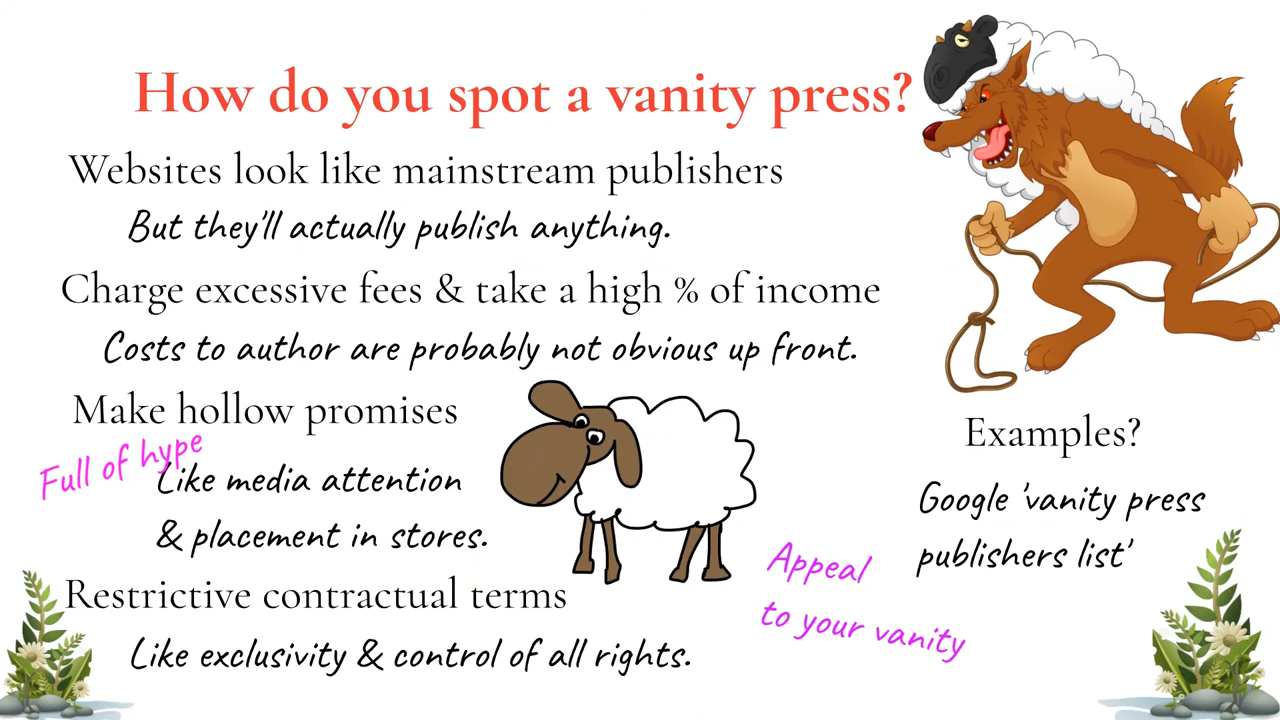 How do you spot a vanity press?
Websites look like mainstream publishers
But they'll actually publish anything.
Charge excessive fees & take a high % of income
Costs to author are probably not obvious up front.
Make hollow promises
Full of hype
Like media attention
& placement in stores.
Restrictive contractual terms
Like exclusivity & control of all rights.
Appeal
to your vanity
Examples?
Google 'vanity press
publishers list'